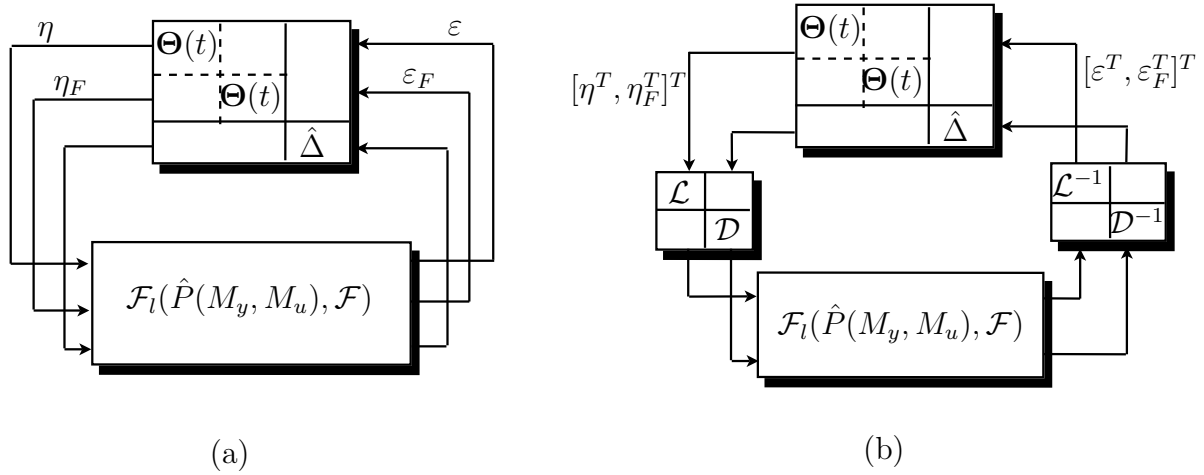 η
Θ(t)
ε
η_F
Θ(t)
ε_F
Δ̂
𝓕_l(P̂(M_y, M_u), 𝓕)
(a)
Θ(t)
[η^T, η_F^T]^T
Θ(t)
[ε^T, ε_F^T]^T
Δ̂
𝓛
𝓓
𝓛^{-1}
𝓓^{-1}
𝓕_l(P̂(M_y, M_u), 𝓕)
(b)